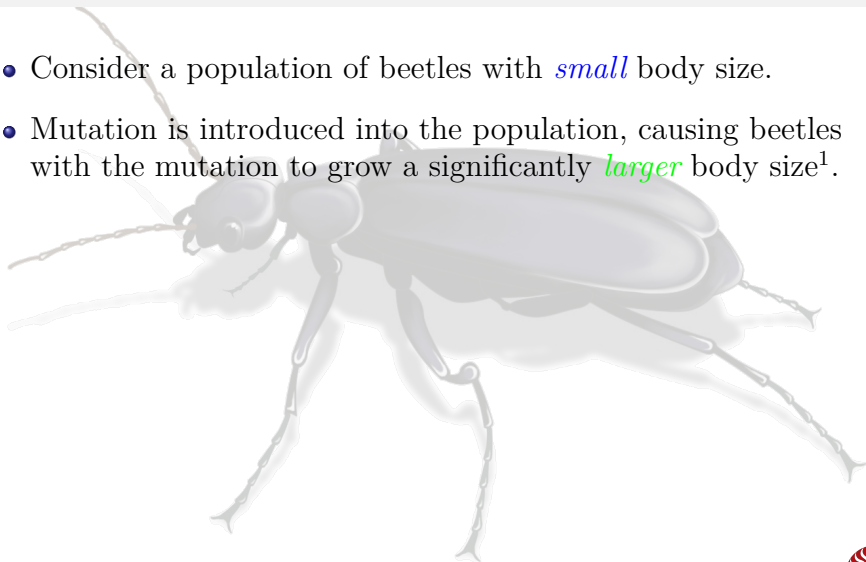 Consider a population of beetles with small body size.
Mutation is introduced into the population, causing beetles
with the mutation to grow a significantly larger body size¹.